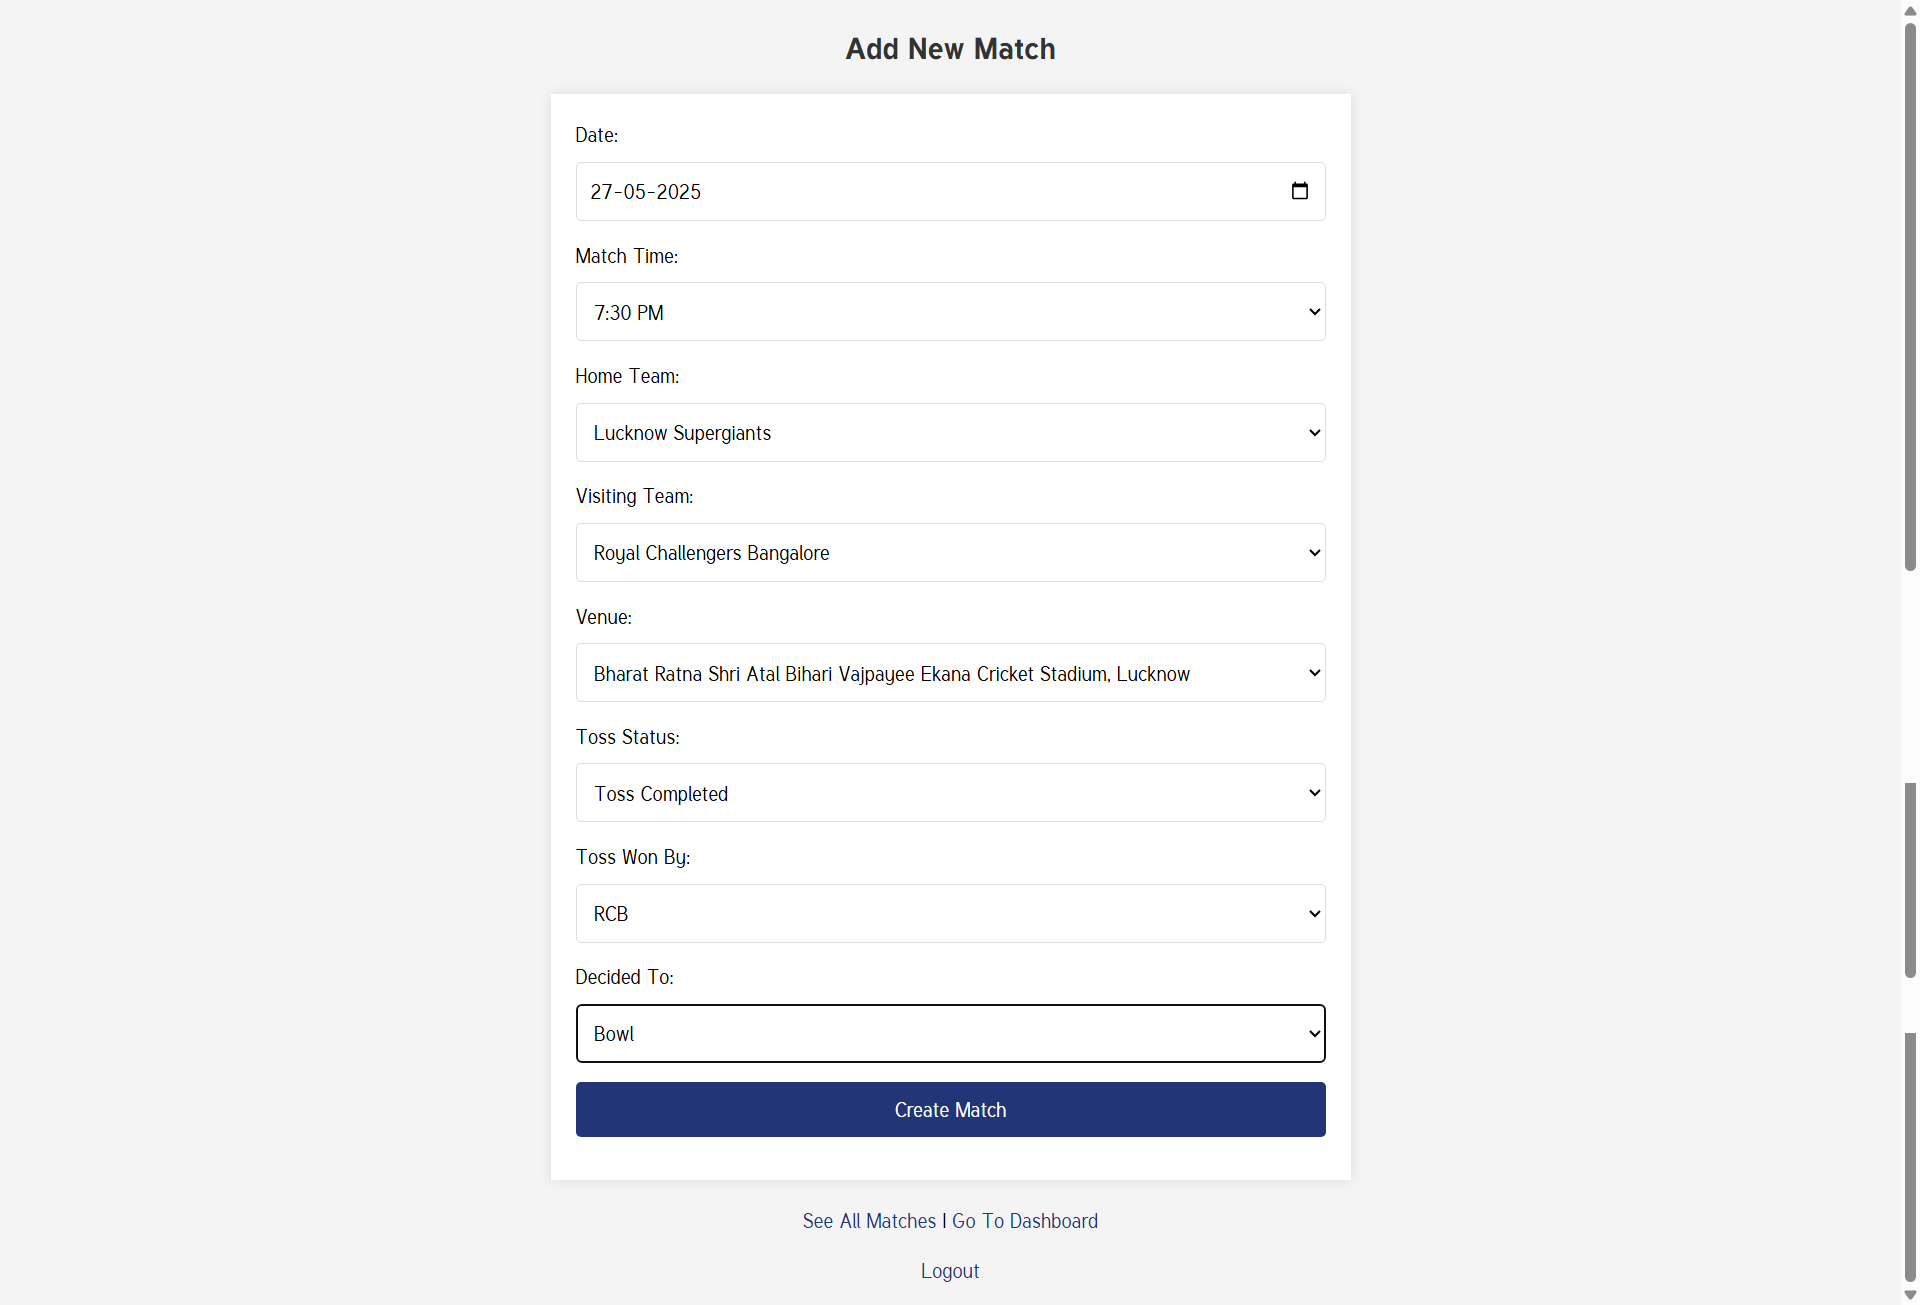 Add New Match
Date:
27-05-2025
Match Time:
7:30 PM
Home Team:
Lucknow Supergiants
Visiting Team:
Royal Challengers Bangalore
Venue:
Bharat Ratna Shri Atal Bihari Vajpayee Ekana Cricket Stadium, Lucknow
Toss Status:
Toss Completed
Toss Won By:
RCB
Decided To:
Bowl
Create Match
See All Matches | Go To Dashboard
Logout